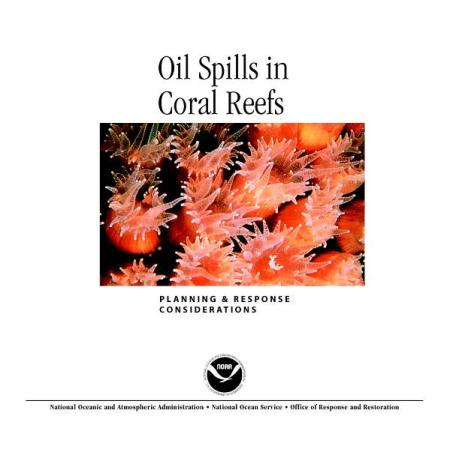 Oil Spills in
Coral Reefs
PLANNING & RESPONSE
CONSIDERATIONS
NOAA
National Oceanic and Atmospheric Administration • National Ocean Service • Office of Response and Restoration